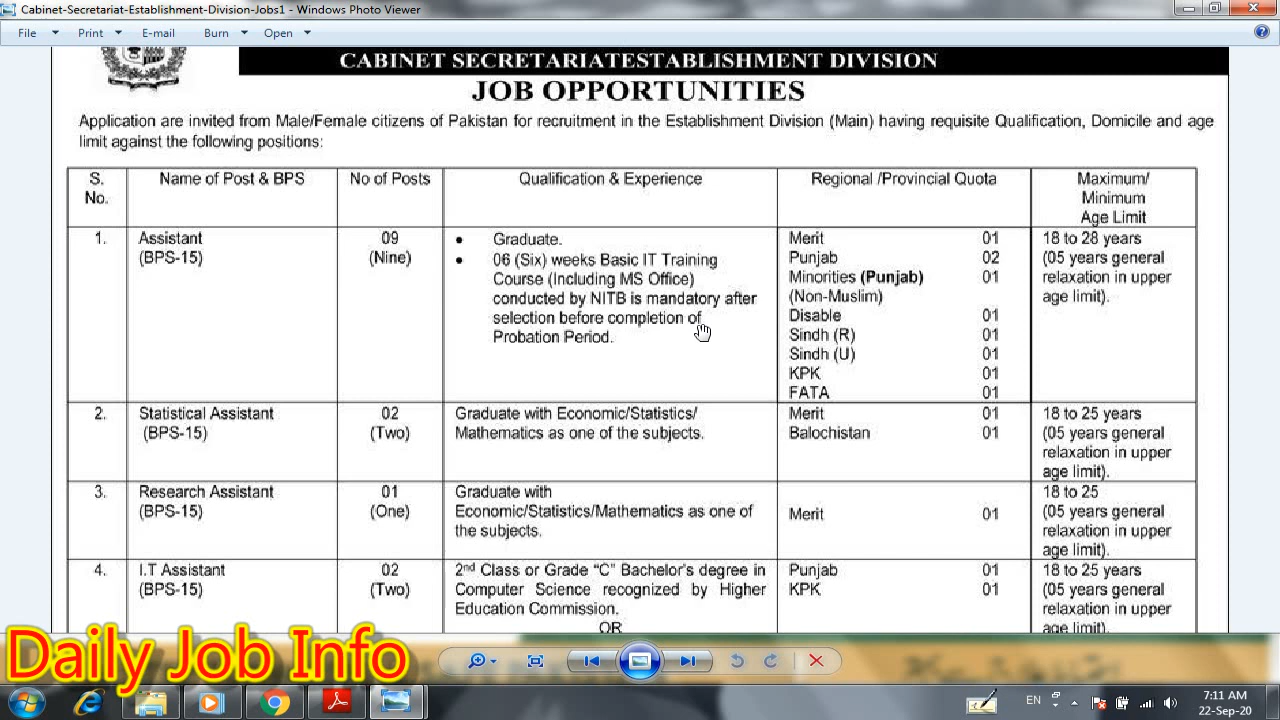 Cabinet-Secretariat-Establishment-Division-Jobs1 - Windows Photo Viewer
File Print E-mail Burn Open
CABINET SECRETARIATESTABLISHMENT DIVISION
JOB OPPORTUNITIES
Application are invited from Male/Female citizens of Pakistan for recruitment in the Establishment Division (Main) having requisite Qualification, Domicile and age
limit against the following positions:
S. No. Name of Post & BPS No of Posts Qualification & Experience Regional /Provincial Quota Maximum/ Minimum Age Limit
1. Assistant 09 • Graduate. Merit 01 18 to 28 years
(BPS-15) (Nine) • 06 (Six) weeks Basic IT Training Punjab 02 (05 years general
Course (Including MS Office) Minorities (Punjab) 01 relaxation in upper
conducted by NITB is mandatory after (Non-Muslim) age limit).
selection before completion of Disable 01
Probation Period. Sindh (R) 01
Sindh (U) 01
KPK 01
FATA 01
2. Statistical Assistant 02 Graduate with Economic/Statistics/ Merit 01 18 to 25 years
(BPS-15) (Two) Mathematics as one of the subjects. Balochistan 01 (05 years general
relaxation in upper
age limit).
3. Research Assistant 01 Graduate with 18 to 25
(BPS-15) (One) Economic/Statistics/Mathematics as one of Merit 01 (05 years general
the subjects. relaxation in upper
age limit).
4. I.T Assistant 02 2nd Class or Grade “C” Bachelor's degree in Punjab 01 18 to 25 years
(BPS-15) (Two) Computer Science recognized by Higher KPK 01 (05 years general
Education Commission. relaxation in upper
OR age limit).
Daily Job Info
EN
7:11 AM
22-Sep-20